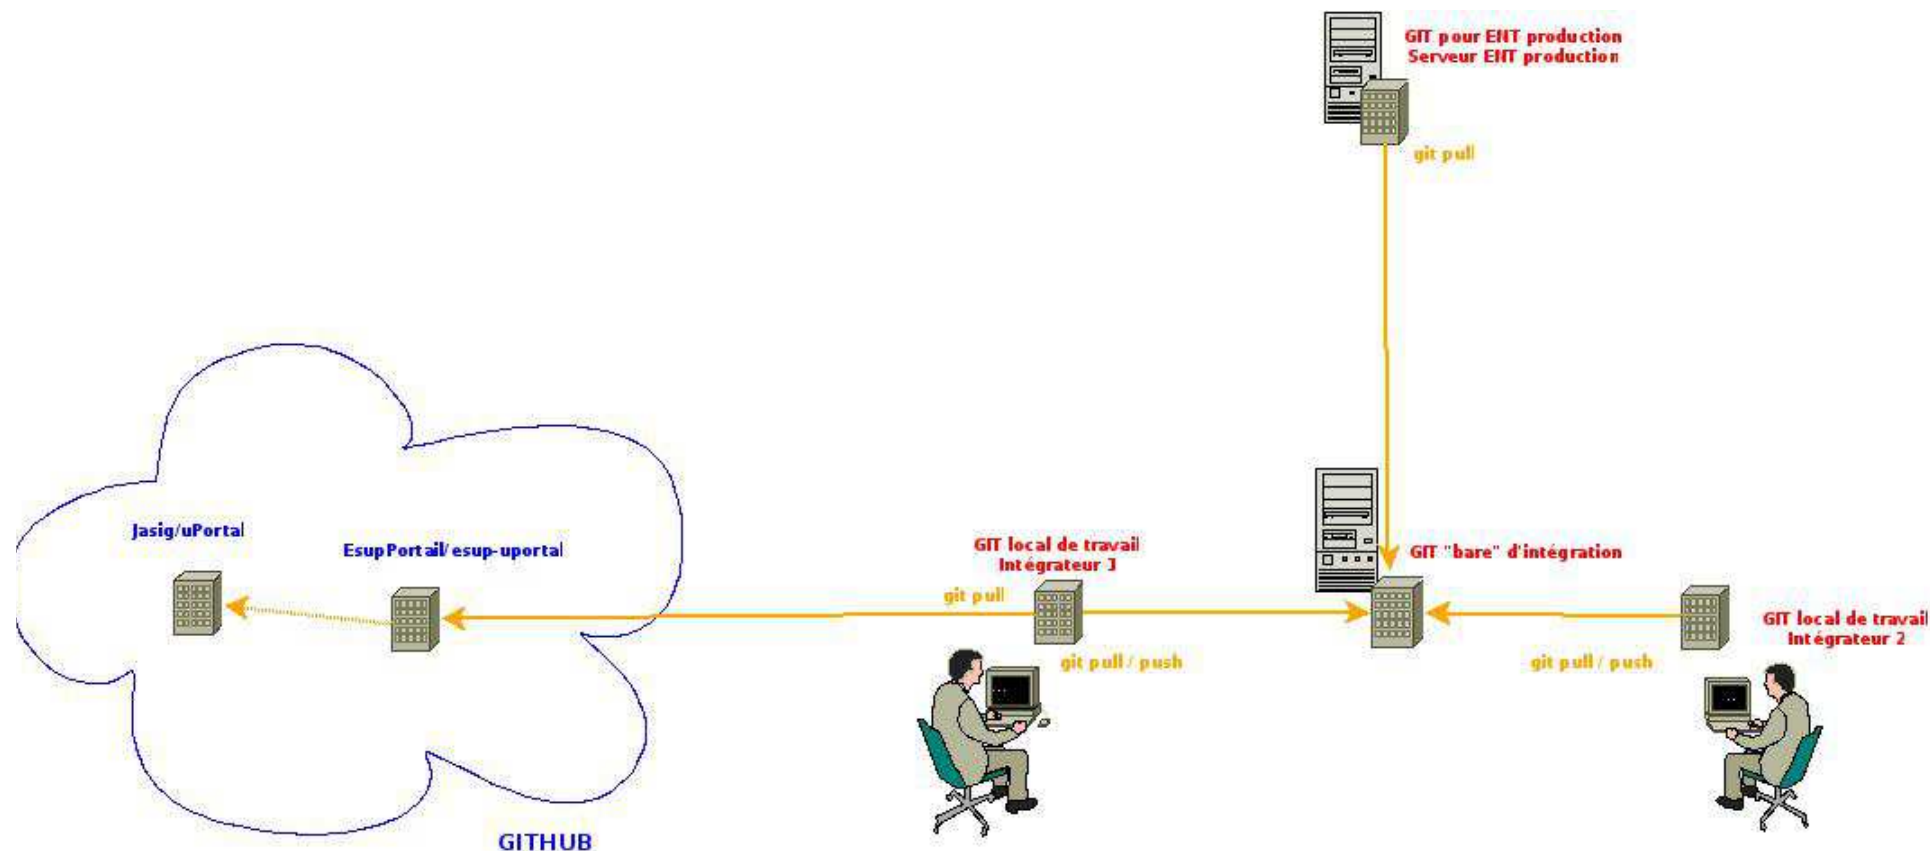 GIT pour ENT production
Serveur ENT production
git pull
Jasig/uPortal
EsupPortail/esup-uportal
GIT local de travail
Intégrateur 1
git pull
git pull / push
GIT "bare" d'intégration
git pull / push
GIT local de travail
Intégrateur 2
GITHUB